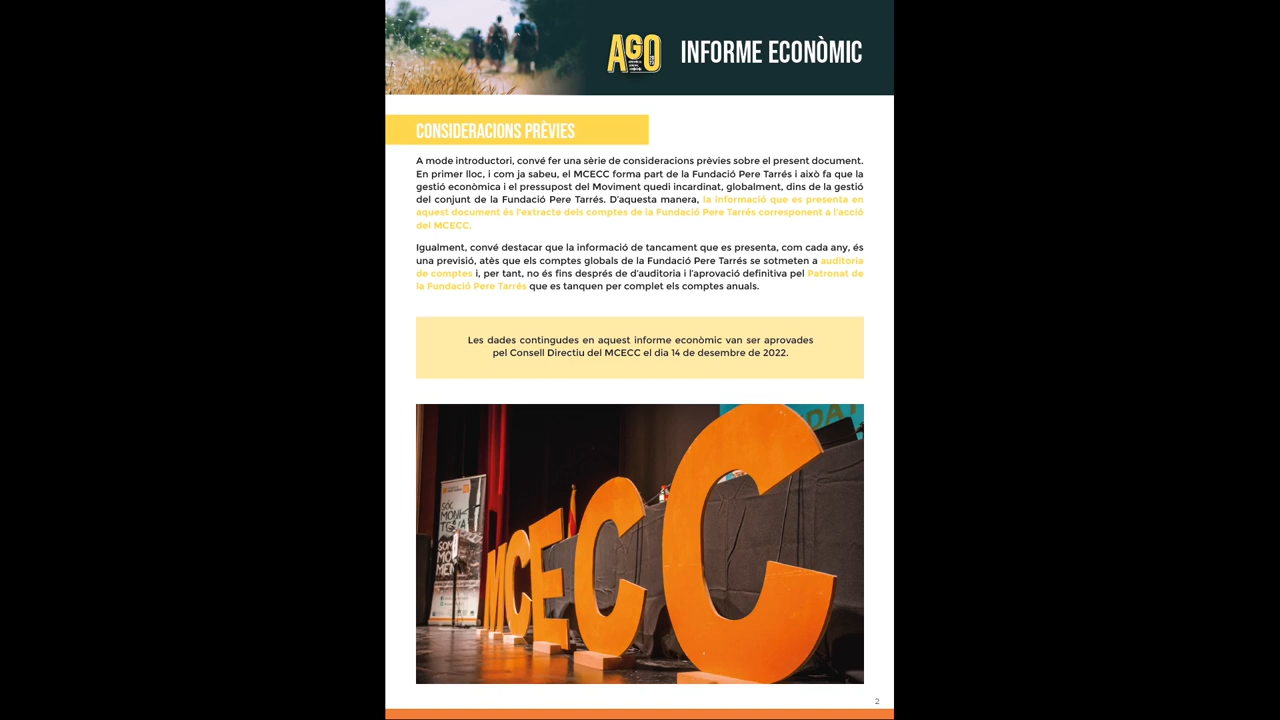 AGO
INFORME ECONÒMIC
CONSIDERACIONS PRÈVIES
A mode introductori, convé fer una sèrie de consideracions prèvies sobre el present document.
En primer lloc, i com ja sabeu, el MCECC forma part de la Fundació Pere Tarrés i això fa que la
gestió econòmica i el pressupost del Moviment quedi incardinat, globalment, dins de la gestió
del conjunt de la Fundació Pere Tarrés. D'aquesta manera, la informació que es presenta en
aquest document és l'extracte dels comptes de la Fundació Pere Tarrés corresponent a l'acció
del MCECC.
Igualment, convé destacar que la informació de tancament que es presenta, com cada any, és
una previsió, atès que els comptes globals de la Fundació Pere Tarrés se sotmeten a auditoria
de comptes i, per tant, no és fins després de d'auditoria i l'aprovació definitiva pel Patronat de
la Fundació Pere Tarrés que es tanquen per complet els comptes anuals.
Les dades contingudes en aquest informe econòmic van ser aprovades
pel Consell Directiu del MCECC el dia 14 de desembre de 2022.
SÓC
MONI
SOM
MO
MCECC
2